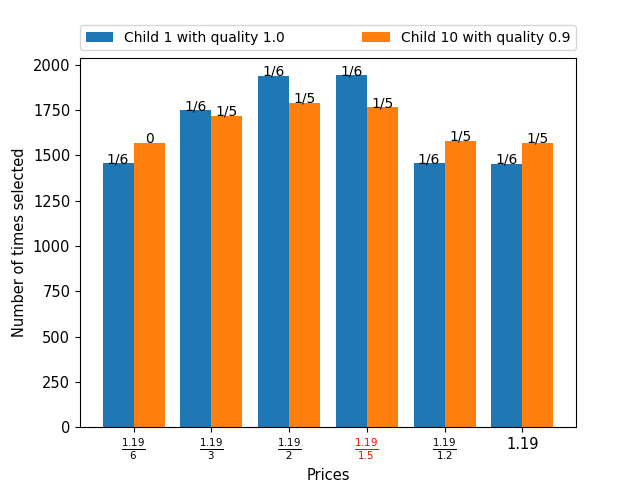 Child 1 with quality 1.0 Child 10 with quality 0.9
Number of times selected
2000
1750
1500
1250
1000
750
500
250
0
1/6 0 1/6 1/5 1/6 1/5 1/6 1/5 1/6 1/5 1/6 1/5
1.19/6 1.19/3 1.19/2 1.19/1.5 1.19/1.2 1.19
Prices